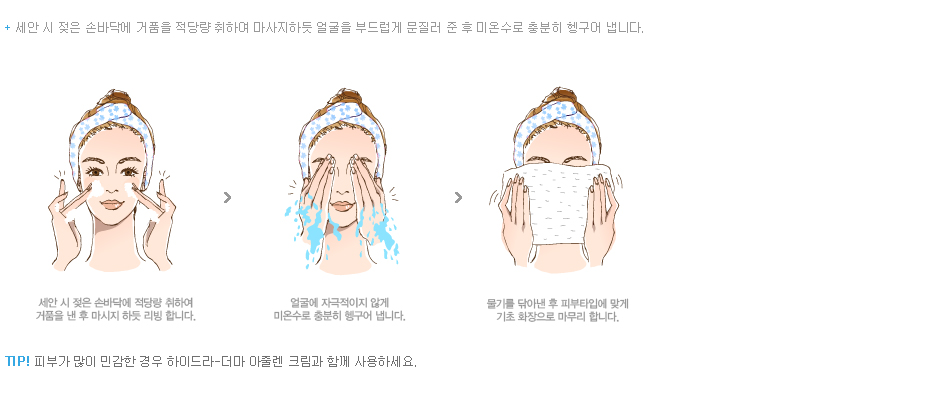 + 세안 시 젖은 손바닥에 거품을 적당량 취하여 마사지하듯 얼굴을 부드럽게 문질러 준 후 미온수로 충분히 헹구어 냅니다.
세안 시 젖은 손바닥에 적당량 취하여
거품을 낸 후 마시지 하듯 리빙 합니다.
얼굴에 자극적이지 않게
미온수로 충분히 헹구어 냅니다.
물기를 닦아낸 후 피부타입에 맞게
기초 화장으로 마무리 합니다.
TIP! 피부가 많이 민감한 경우 하이드라-더마 아줄렌 크림과 함께 사용하세요.